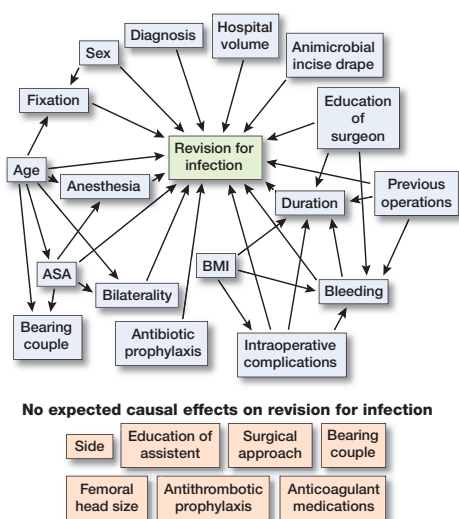 Hospital
volume
Diagnosis
Sex
Animicrobial
incise drape
Fixation
Education
of
surgeon
Revision for
infection
Age
Anesthesia
Previous
operations
Duration
ASA
BMI
Bilaterality
Bleeding
Bearing
couple
Antibiotic
prophylaxis
Intraoperative
complications
No expected causal effects on revision for infection
Side
Education of
assistent
Surgical
approach
Bearing
couple
Femoral
head size
Antithrombotic
prophylaxis
Anticoagulant
medications